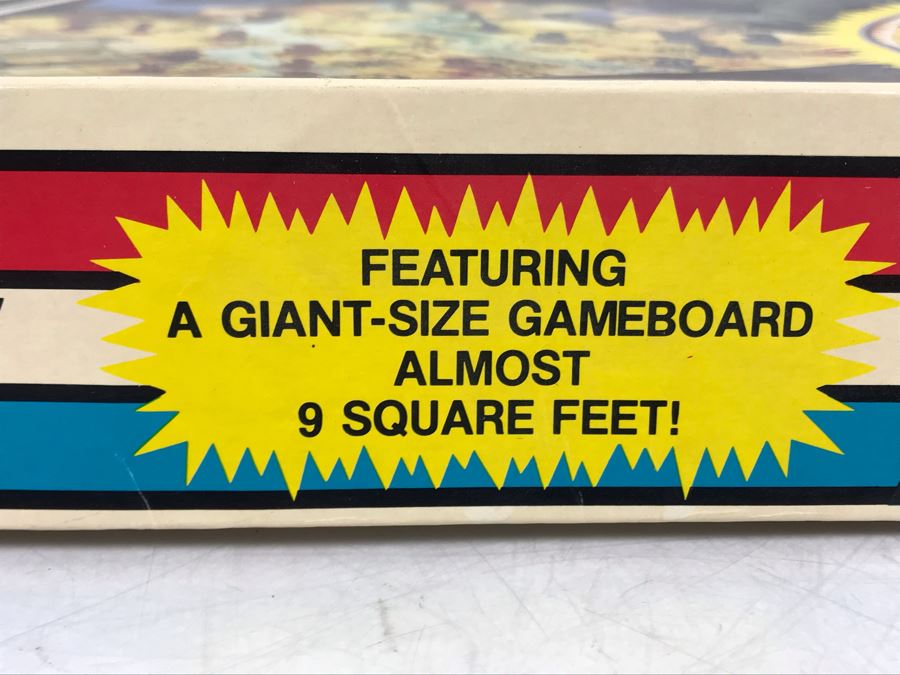 FEATURING
A GIANT-SIZE GAMEBOARD
ALMOST
9 SQUARE FEET!